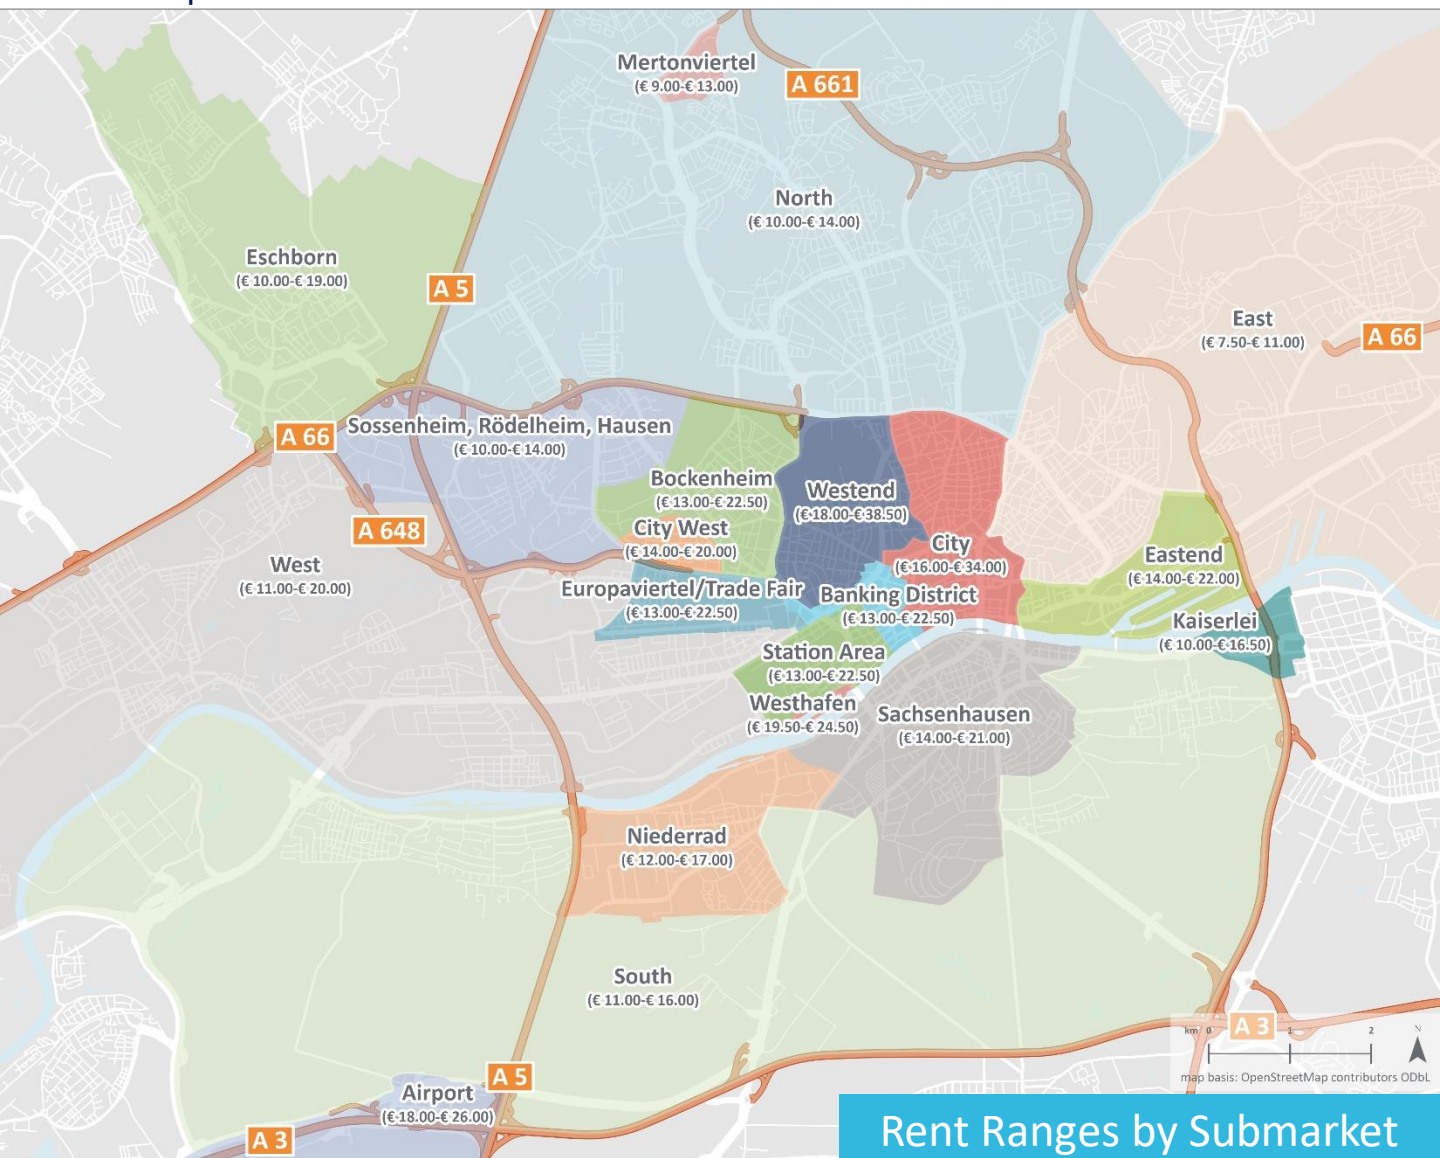 Mertonviertel
(€ 9.00-€ 13.00)
A 661
North
(€ 10.00-€ 14.00)
Eschborn
(€ 10.00-€ 19.00)
A 5
East
(€ 7.50-€ 11.00)
A 66
Sossenheim, Rödelheim, Hausen
(€ 10.00-€ 14.00)
A 66
Bockenheim
(€ 13.00-€ 22.50)
Westend
(€ 18.00-€ 38.50)
A 648
City West
(€ 14.00-€ 20.00)
City
(€ 16.00-€ 34.00)
Eastend
(€ 14.00-€ 22.00)
West
(€ 11.00-€ 20.00)
Europaviertel/Trade Fair
(€ 13.00-€ 22.50)
Banking District
(€ 13.00-€ 22.50)
Kaiserlei
(€ 10.00-€ 16.50)
Station Area
(€ 13.00-€ 22.50)
Westhafen
(€ 19.50-€ 24.50)
Sachsenhausen
(€ 14.00-€ 21.00)
Niederrad
(€ 12.00-€ 17.00)
South
(€ 11.00-€ 16.00)
km 0 1 2 N
A 3
map basis: OpenStreetMap contributors ODbL
A 5
Airport
(€ 18.00-€ 26.00)
A 3
Rent Ranges by Submarket